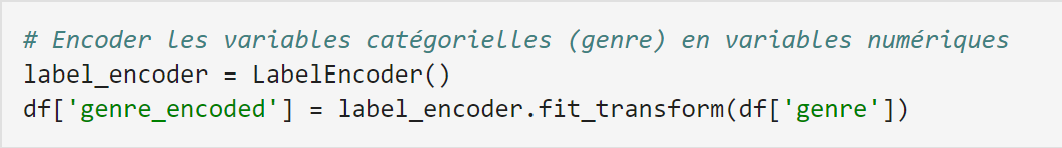 # Encoder les variables catégorielles (genre) en variables numériques
label_encoder = LabelEncoder()
df['genre_encoded'] = label_encoder.fit_transform(df['genre'])